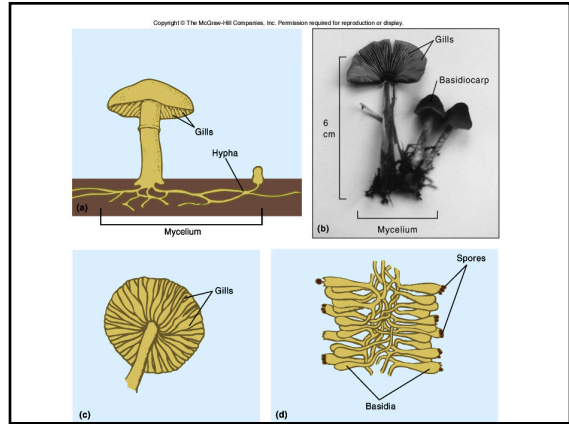 Copyright © The McGraw-Hill Companies, Inc. Permission required for reproduction or display.
Gills
Hypha
(a)
Mycelium
Gills
Basidiocarp
6
cm
(b)
Mycelium
Gills
(c)
Spores
Basidia
(d)